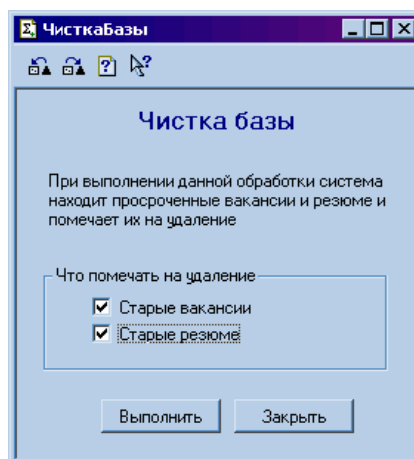 ЧисткаБазы
Чистка базы
При выполнении данной обработки система
находит просроченные вакансии и резюме и
помечает их на удаление
Что помечать на удаление
Старые вакансии
Старые резюме
Выполнить Закрыть